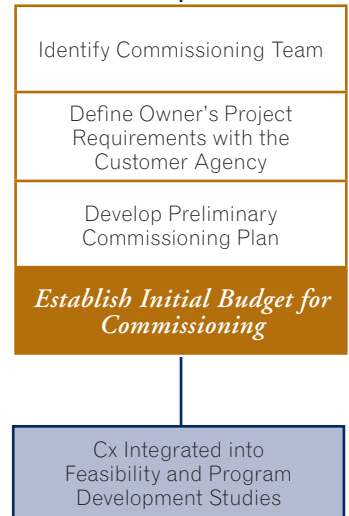 Identify Commissioning Team
Define Owner's Project
Requirements with the
Customer Agency
Develop Preliminary
Commissioning Plan
Establish Initial Budget for
Commissioning
Cx Integrated into
Feasibility and Program
Development Studies